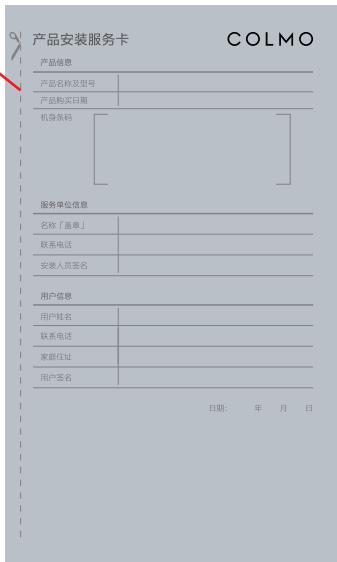 产品安装服务卡 COLMO
产品信息
产品名称及型号
产品购买日期
机身条码
服务单位信息
名称「盖章」
联系电话
安装人员签名
用户信息
用户姓名
联系电话
家庭住址
用户签名
日期: 年 月 日